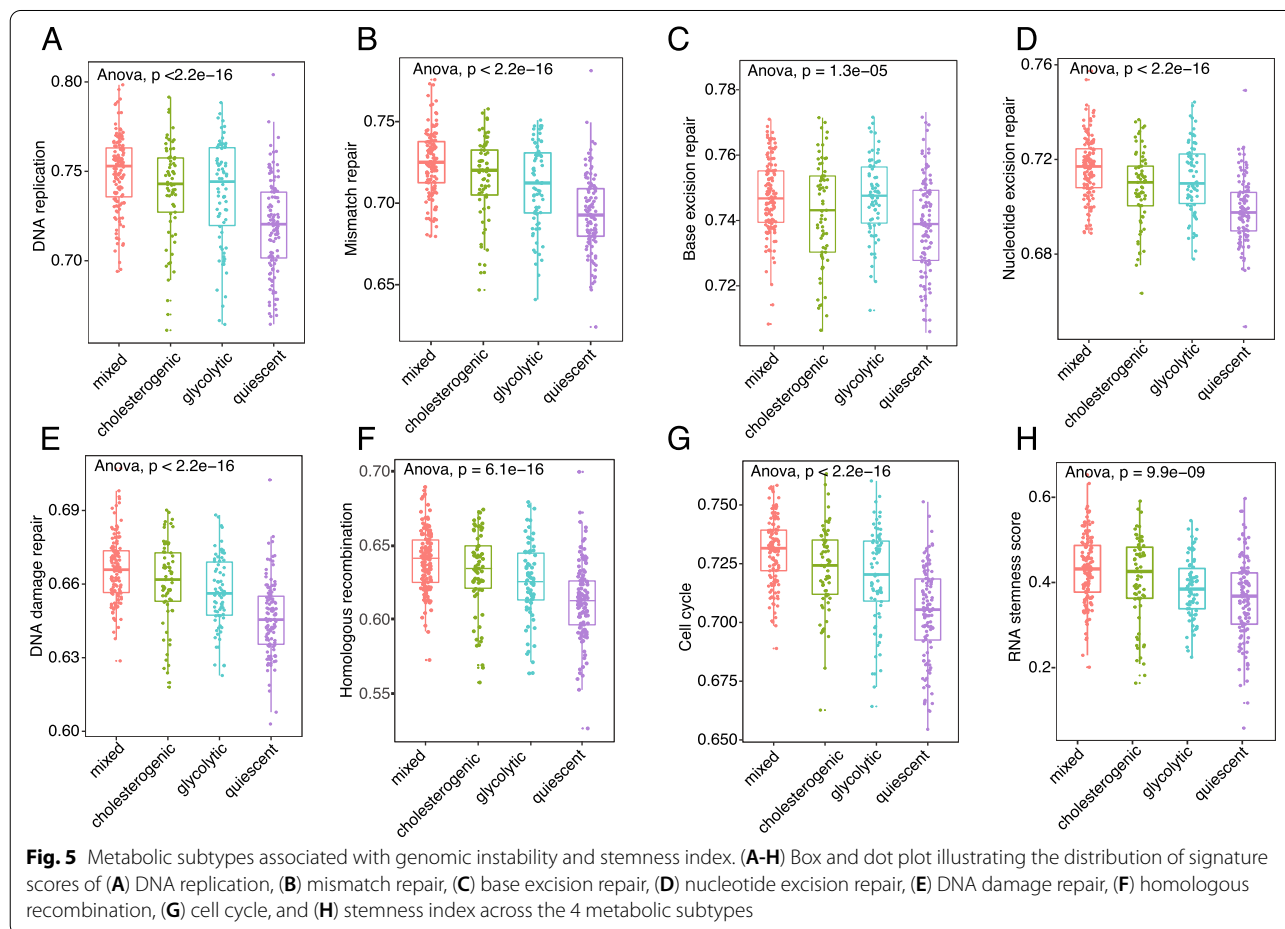 A
Anova, p <2.2e−16
DNA replication
0.80
0.75
0.70
mixed
cholesterogenic
glycolytic
quiescent
B
Anova, p < 2.2e−16
Mismatch repair
0.75
0.70
0.65
mixed
cholesterogenic
glycolytic
quiescent
C
Anova, p = 1.3e−05
Base excision repair
0.78
0.76
0.74
0.72
mixed
cholesterogenic
glycolytic
quiescent
D
Anova, p < 2.2e−16
Nucleotide excision repair
0.76
0.72
0.68
mixed
cholesterogenic
glycolytic
quiescent
E
Anova, p < 2.2e−16
DNA damage repair
0.69
0.66
0.63
0.60
mixed
cholesterogenic
glycolytic
quiescent
F
Anova, p = 6.1e−16
Homologous recombination
0.70
0.65
0.60
0.55
mixed
cholesterogenic
glycolytic
quiescent
G
Anova, p < 2.2e−16
Cell cycle
0.750
0.725
0.700
0.675
0.650
mixed
cholesterogenic
glycolytic
quiescent
H
Anova, p = 9.9e−09
RNA stemness score
0.6
0.4
0.2
mixed
cholesterogenic
glycolytic
quiescent
Fig. 5 Metabolic subtypes associated with genomic instability and stemness index. (A-H) Box and dot plot illustrating the distribution of signature
scores of (A) DNA replication, (B) mismatch repair, (C) base excision repair, (D) nucleotide excision repair, (E) DNA damage repair, (F) homologous
recombination, (G) cell cycle, and (H) stemness index across the 4 metabolic subtypes